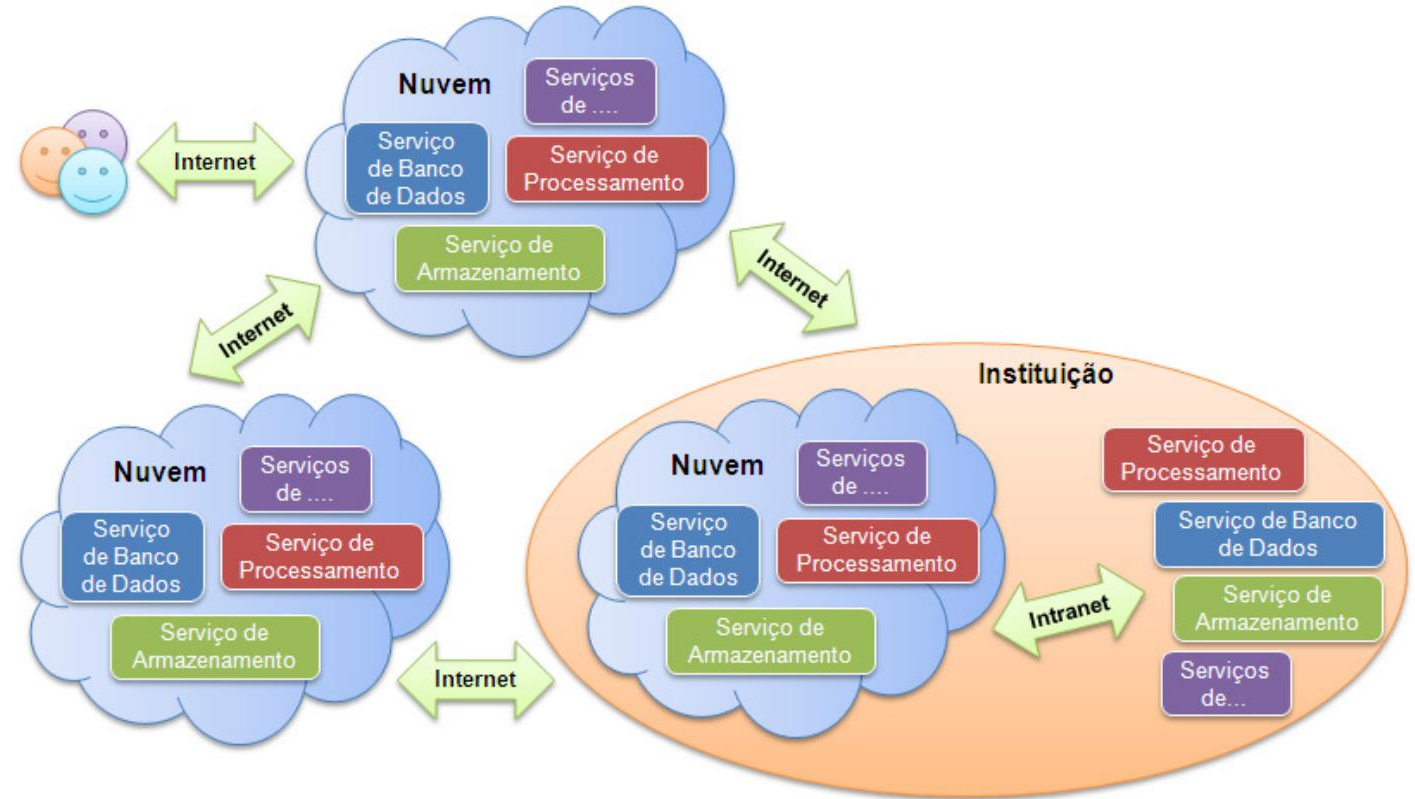 Nuvem
Serviços
de ....
Serviço
de Banco
de Dados
Serviço de
Processamento
Serviço de
Armazenamento
Internet
Internet
Internet
Nuvem
Serviços
de ....
Serviço
de Banco
de Dados
Serviço de
Processamento
Serviço de
Armazenamento
Internet
Instituição
Nuvem
Serviços
de ....
Serviço
de Banco
de Dados
Serviço de
Processamento
Serviço de
Armazenamento
Intranet
Serviço de
Processamento
Serviço de Banco
de Dados
Serviço de
Armazenamento
Serviços
de...